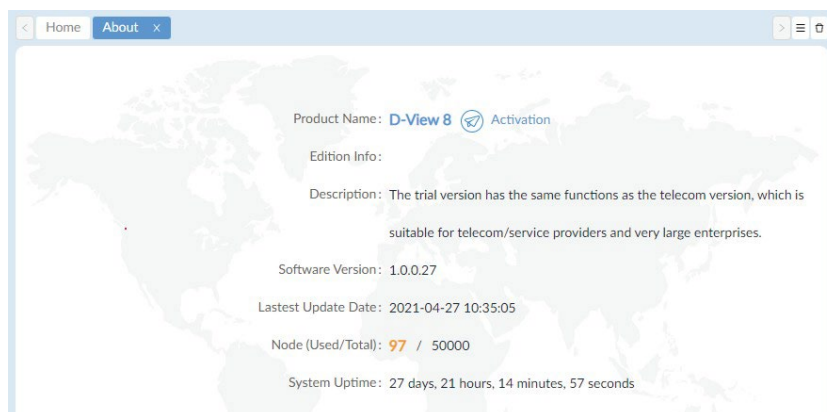 Home About x
Product Name: D-View 8 Activation
Edition Info:
Description: The trial version has the same functions as the telecom version, which is
suitable for telecom/service providers and very large enterprises.
Software Version: 1.0.0.27
Lastest Update Date: 2021-04-27 10:35:05
Node (Used/Total): 97 / 50000
System Uptime: 27 days, 21 hours, 14 minutes, 57 seconds